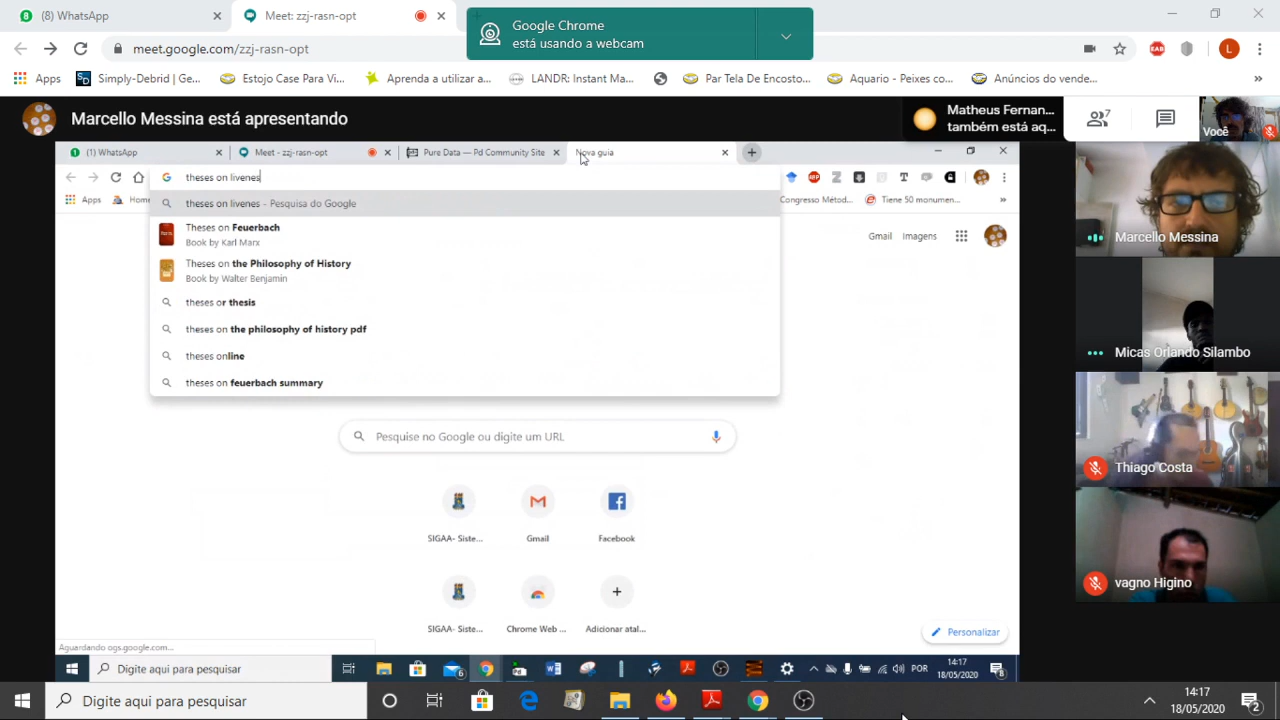 (8) WhatsApp
Meet: zzj-rasn-opt
Google Chrome
está usando a webcam
meet.google.com/zzj-rasn-opt
L
Apps
Simply-Debrid | Ge...
Estojo Case Para Vi...
Aprenda a utilizar a...
LANDR: Instant Ma...
Par Tela De Encosto...
Aquario - Peixes co...
Anúncios do vende...
Marcello Messina está apresentando
Matheus Fernan...
também está aq...
7
Você
(1) WhatsApp
Meet - zzj-rasn-opt
Pure Data — Pd Community Site
Nova guia
theses on livenes
Apps
Hom
Congresso Métod...
Tiene 50 monumen...
theses on livenes - Pesquisa do Google
Theses on Feuerbach
Book by Karl Marx
Theses on the Philosophy of History
Book by Walter Benjamin
theses or thesis
theses on the philosophy of history pdf
theses online
theses on feuerbach summary
Gmail
Imagens
Pesquise no Google ou digite um URL
SIGAA- Siste...
Gmail
Facebook
SIGAA- Siste...
Chrome Web ...
Adicionar atal...
Personalizar
Aguardando ogs.google.com...
Marcello Messina
Micas Orlando Silambo
Thiago Costa
vagno Higino
Digite aqui para pesquisar
6
POR
14:17
18/05/2020
8
Digite aqui para pesquisar
14:17
18/05/2020
2